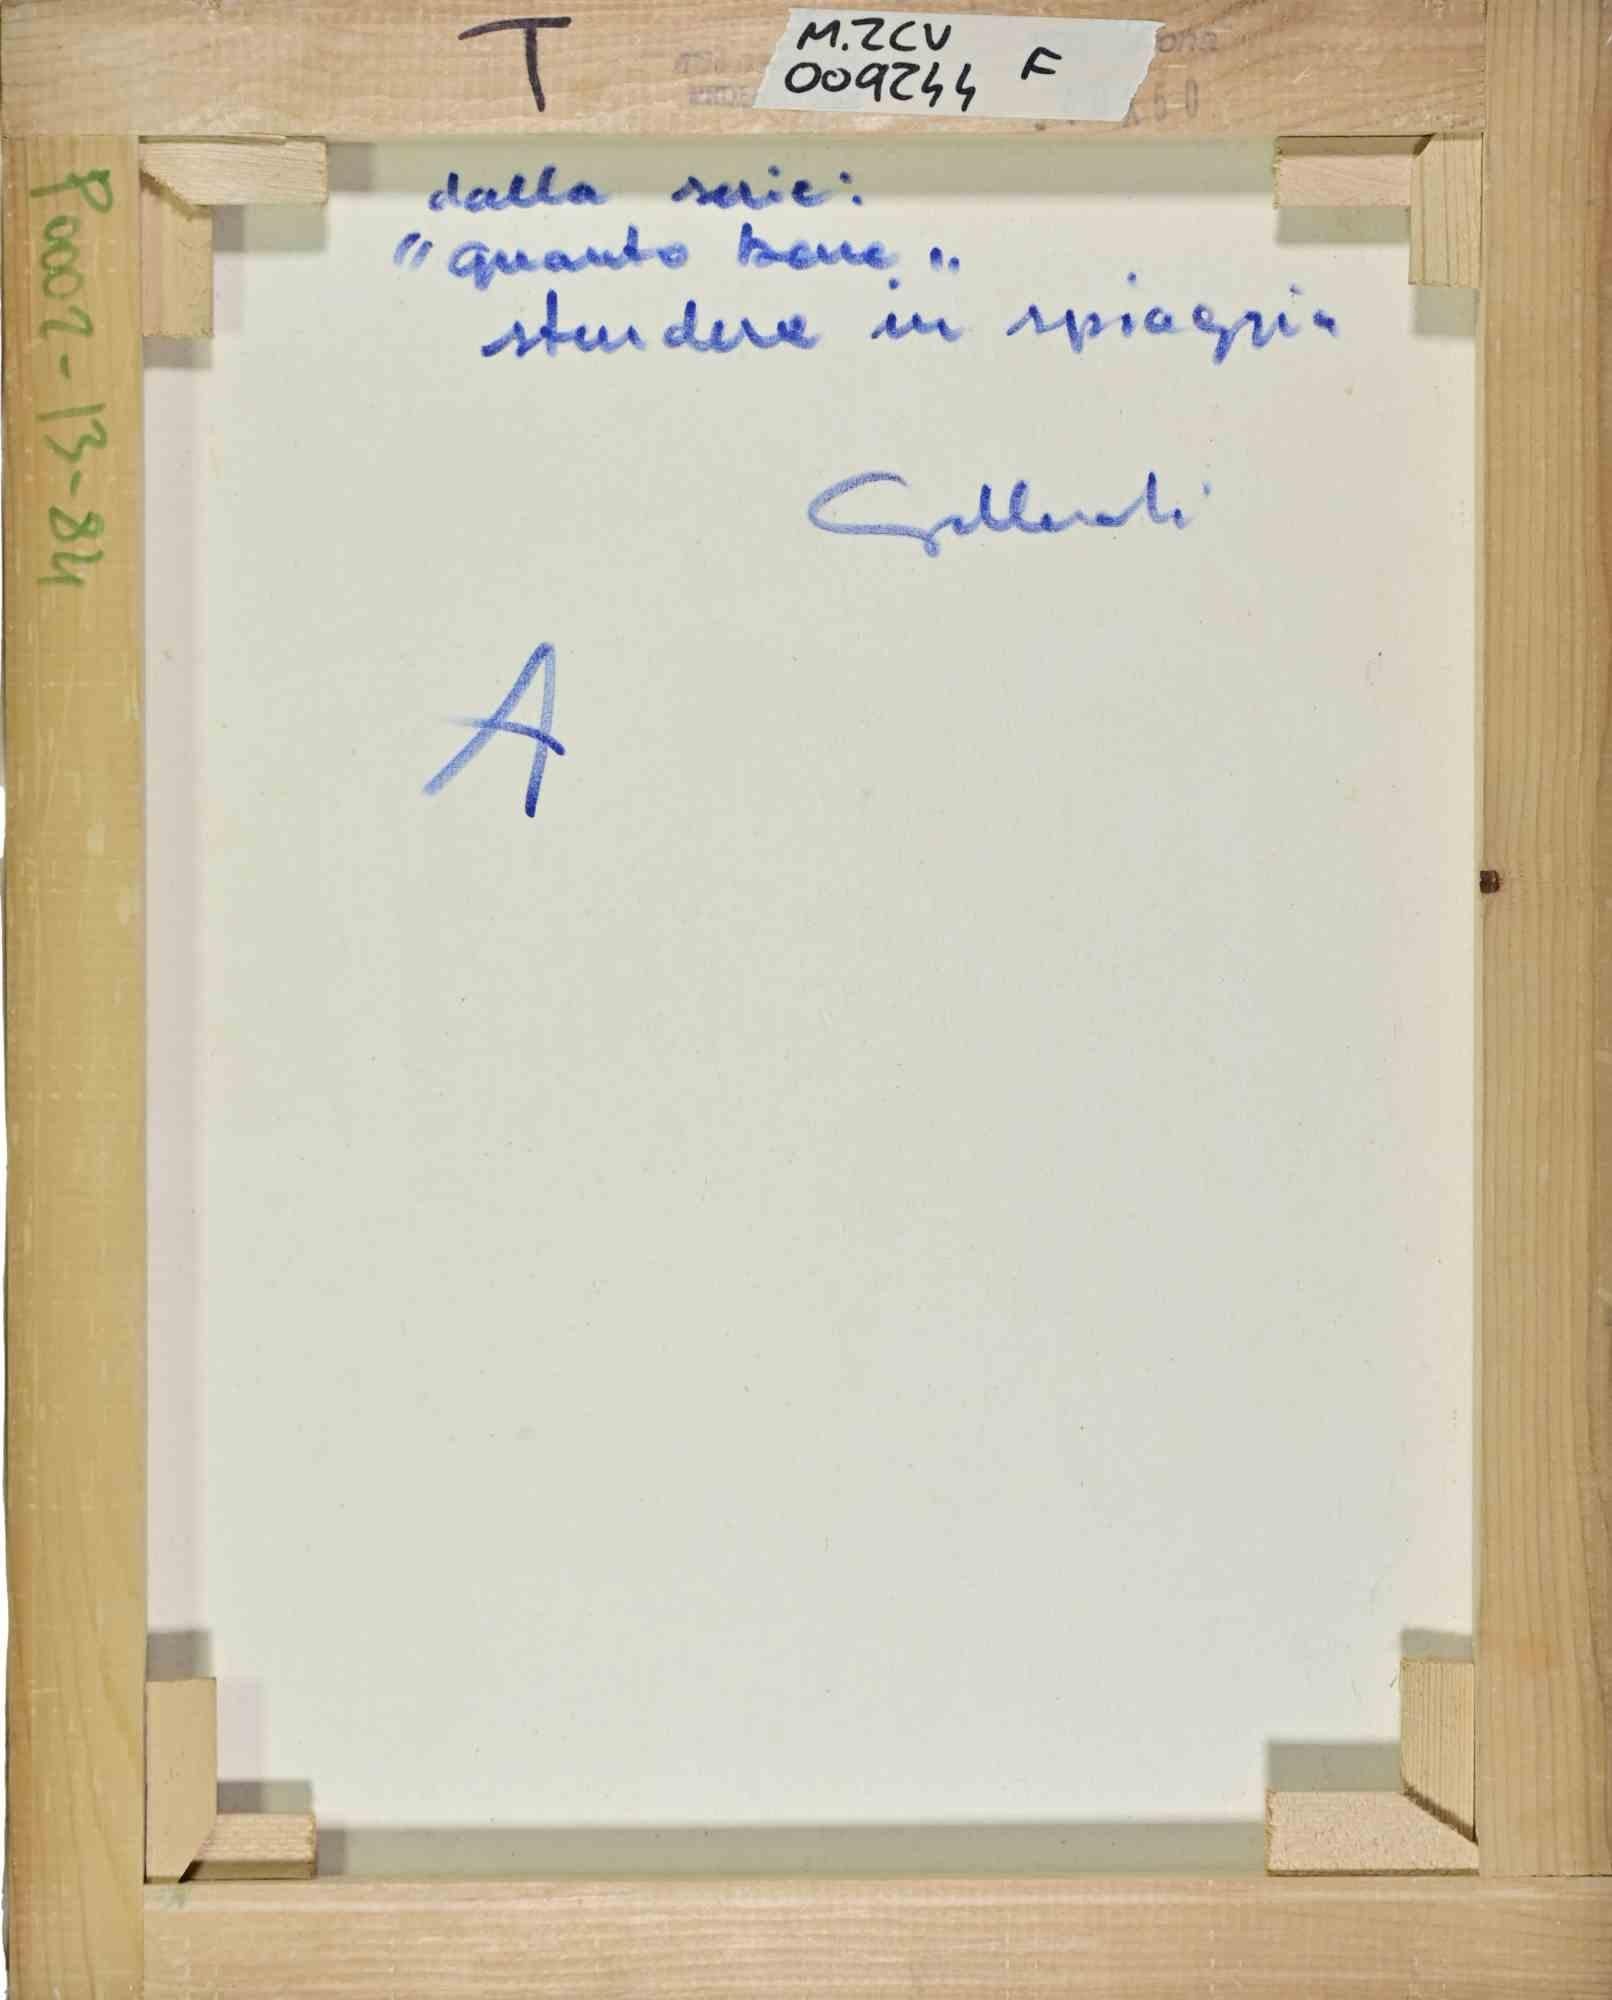 T
M.ZCV
009244 F
dalla serie:
"quanto bene"
stendere in spiaggia
A
P0002-13-84